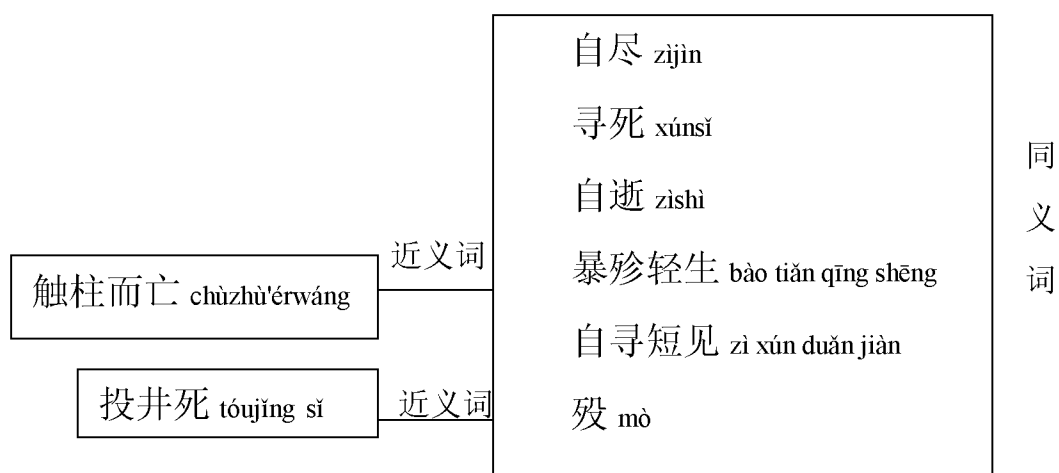 自尽 zìjìn
寻死 xúnsǐ
自逝 zìshì
暴殄轻生 bào tiǎn qīng shēng
自寻短见 zì xún duǎn jiàn
殁 mò
同
义
词
近义词
触柱而亡 chùzhù'érwáng
近义词
投井死 tóujǐng sǐ